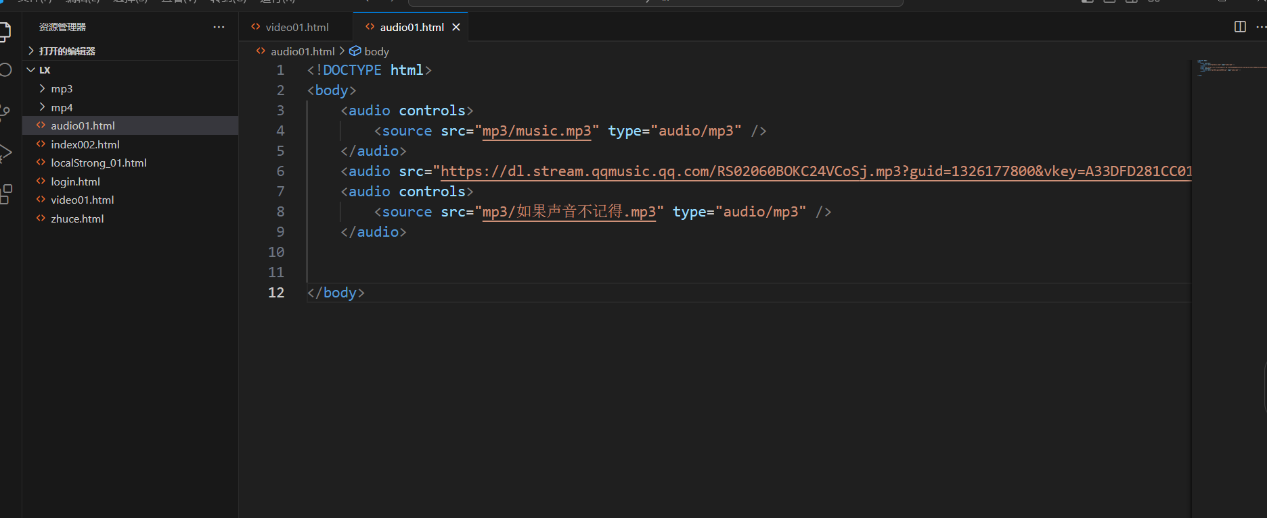 资源管理器
打开的编辑器
LX
mp3
mp4
audio01.html
index002.html
localStrong_01.html
login.html
video01.html
zhuce.html
video01.html
audio01.html
audio01.html > body
1 <!DOCTYPE html>
2 <body>
3 <audio controls>
4 <source src="mp3/music.mp3" type="audio/mp3" />
5 </audio>
6 <audio src="https://dl.stream.qqmusic.qq.com/RS02060BOKC24VCoSj.mp3?guid=1326177800&vkey=A33DFD281CC01
7 <audio controls>
8 <source src="mp3/如果声音不记得.mp3" type="audio/mp3" />
9 </audio>
10
11
12 </body>